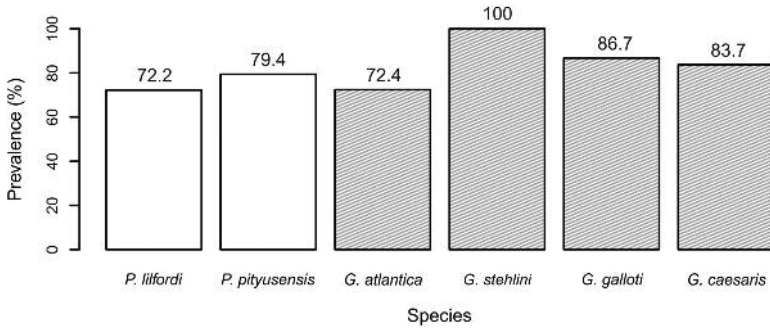 100
72.2 79.4 72.4 86.7 83.7
Prevalence (%)
100
80
60
40
20
0
P. lilfordi P. pityusensis G. atlantica G. stehlini G. galloti G. caesaris
Species